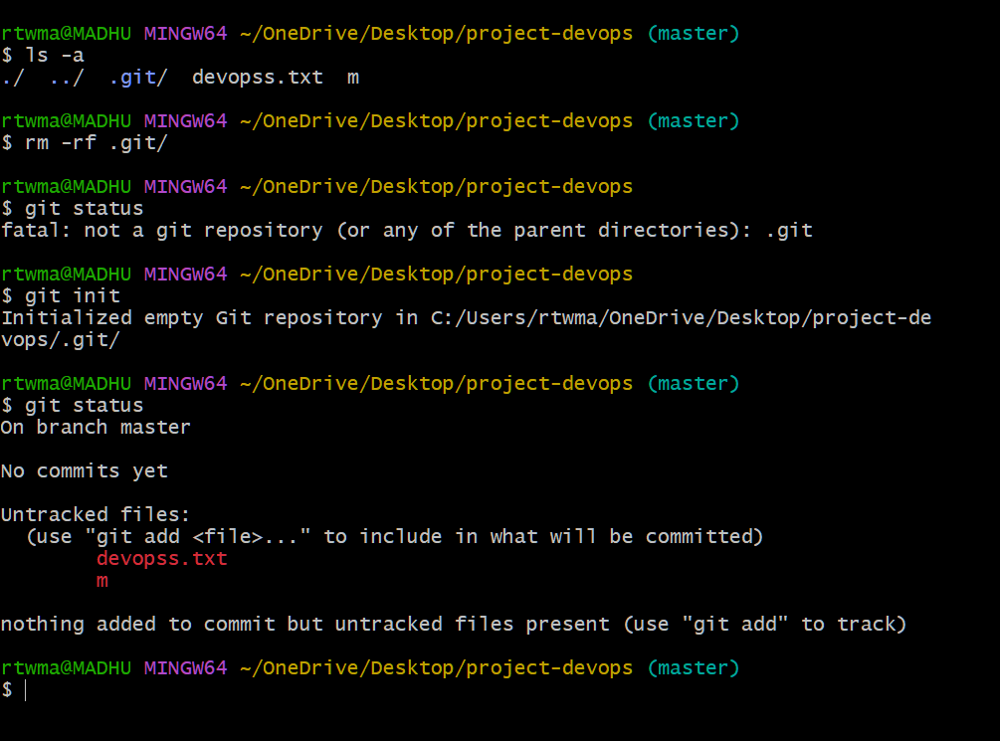 rtwma@MADHU MINGW64 ~/OneDrive/Desktop/project-devops (master)
$ ls -a
./  ../  .git/  devopss.txt  m
rtwma@MADHU MINGW64 ~/OneDrive/Desktop/project-devops (master)
$ rm -rf .git/
rtwma@MADHU MINGW64 ~/OneDrive/Desktop/project-devops
$ git status
fatal: not a git repository (or any of the parent directories): .git
rtwma@MADHU MINGW64 ~/OneDrive/Desktop/project-devops
$ git init
Initialized empty Git repository in C:/Users/rtwma/OneDrive/Desktop/project-de
vops/.git/
rtwma@MADHU MINGW64 ~/OneDrive/Desktop/project-devops (master)
$ git status
On branch master
No commits yet
Untracked files:
  (use "git add <file>..." to include in what will be committed)
        devopss.txt
        m
nothing added to commit but untracked files present (use "git add" to track)
rtwma@MADHU MINGW64 ~/OneDrive/Desktop/project-devops (master)
$